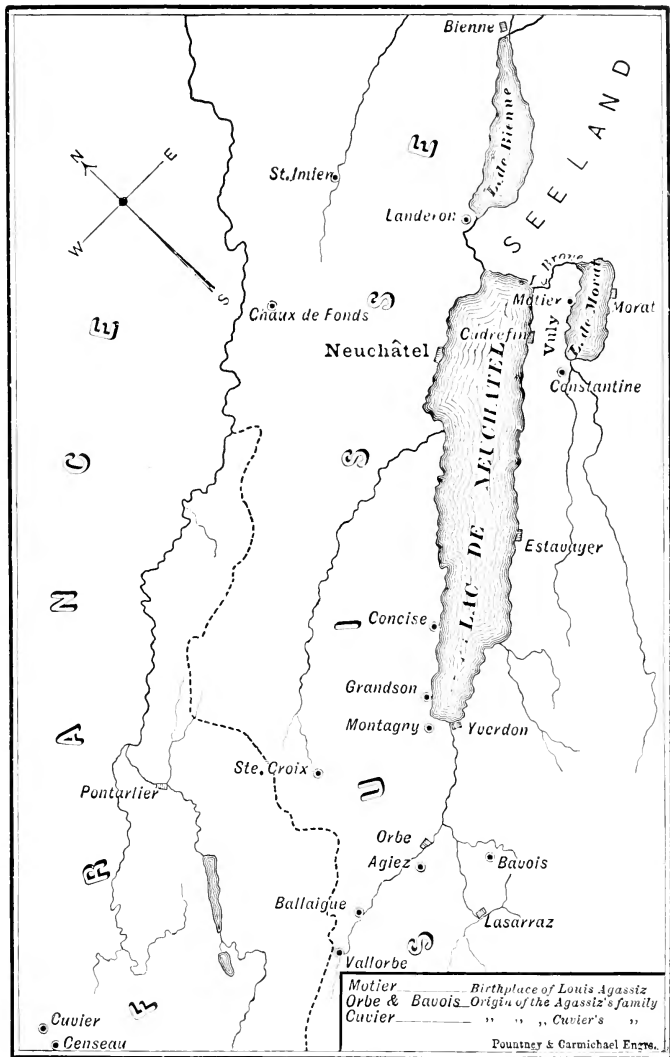 Bienne
L. de Bienne
SEELAND
St. Imier
Landeron
N
E
W
S
Broye
Motier
Morat
L. de Morat
Vuly
Chaux de Fonds
Cudrefin
Neuchâtel
Constantine
LAC DE NEUCHATEL
Estavayer
Concise
Grandson
Montagny
Yverdon
Ste. Croix
Pontarlier
Orbe
Agiez
Bavois
Ballaigue
Lasarraz
Vallorbe
Cuvier
Censeau
FRANCE
SUISSE
Motier Birthplace of Louis Agassiz
Orbe & Bavois Origin of the Agassiz's family
Cuvier „ „ „ Cuvier's „
Pountney & Carmichael Engrs.